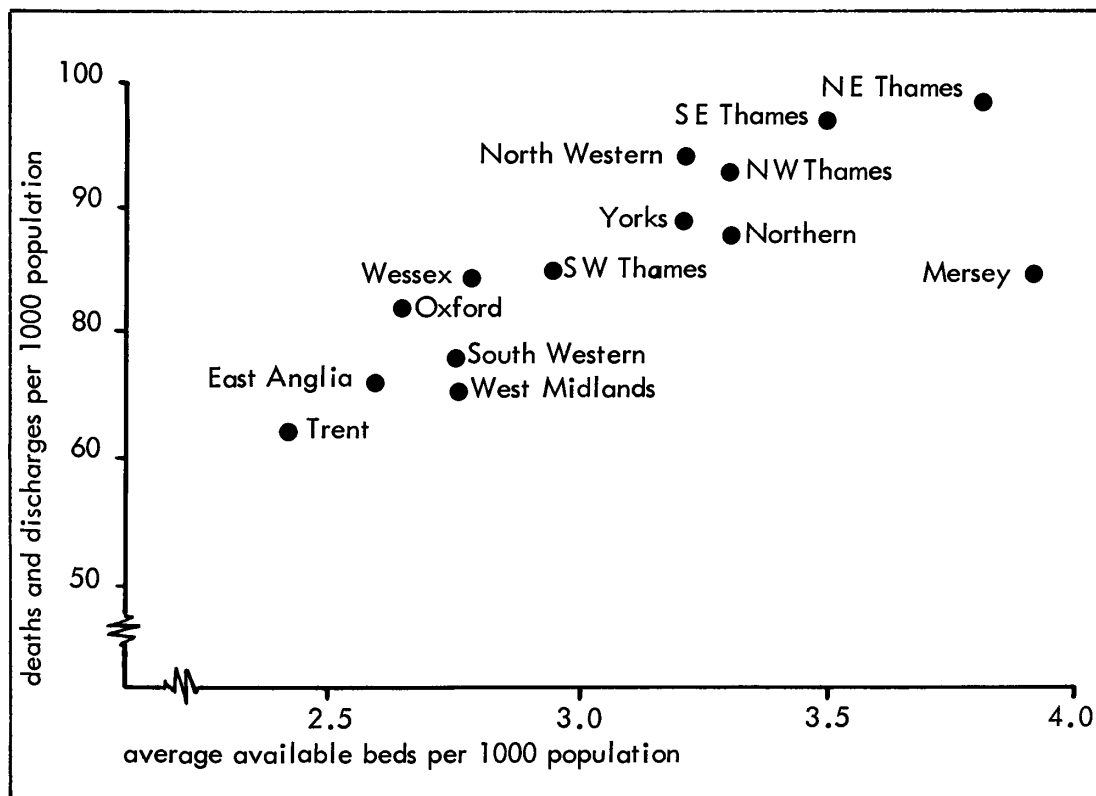 100
NE Thames
SE Thames
North Western
NW Thames
90
Yorks
Northern
SW Thames
Wessex
Mersey
Oxford
80
South Western
East Anglia
West Midlands
Trent
60
50
deaths and discharges per 1000 population
2.5 3.0 3.5 4.0
average available beds per 1000 population